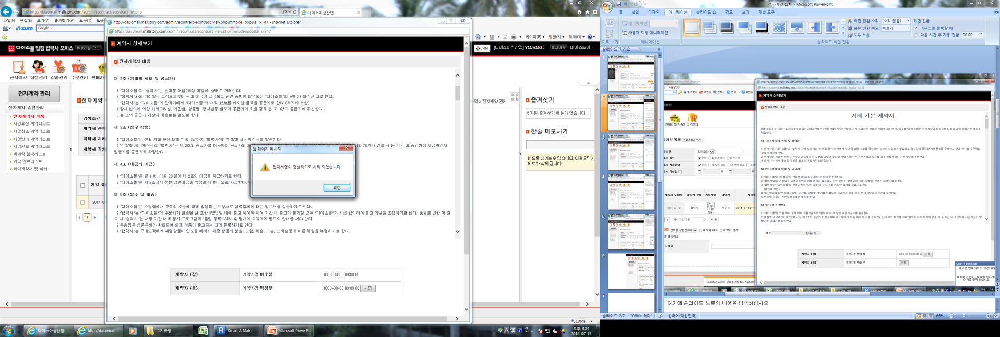 http://daisomall.mallstory.com/admin/econtract/econtract_list.php
다이소아성산업
파일(F) 편집(E) 보기(V) 즐겨찾기(A) 도구(T)
zum
Google
페이지(P) 안전(S) 도구(O)
다이소몰 입점 협력사 오피스 튜토리얼 모드
CRM [다이소아성산업] YMJAMG 님 로그아웃 마이스토어
전자계약 상점관리 상품관리 주문관리
전자계약관리
전자계약 승인관리
전자계약서 목록
서명요청 계약리스트
서명취소 계약리스트
서명반려 계약리스트
서명완료 계약리스트
재계약 임박리스트
계약 만료리스트
폐기계약서 및 삭제
전자계약
검색조건
계약서 종류
계약서 처리
계약서 작성
계약 요
2014-0
1
약 > 전자계약 관리
즐겨찾기
추가된 즐겨찾기 메뉴가 없습니다.
한줄 메모하기
메모를 남기실수 있습니다. 더블클릭시
메모가 삭제 됩니다
http://daisomall.mallstory.com/admin/econtract/econtract_view.php?mmode=pop&ei_ix=47 - Internet Explorer
http://daisomall.mallstory.com/admin/econtract/econtract_view.php?mmode=pop&ei_ix=47
계약서 상세보기
전자계약서 내용
제 2조 (거래의 형태 및 공급가)
1 "다이소몰"과 "협력사"는 판매분 매입(특정 매입)의 형태로 거래한다.
2 "협력사"와의 거래일은 고객으로부터 판매 대금이 입금되고 관련 증빙이 발생되어 "다이소몰"의 판매가 확정된 때로 한다.
3 "협력사"는 "다이소몰"의 판매가에서 "다이소몰"의 수익 15%를 제외한 금액을 공급가로 한다.(부가세 포함)
4 양사 합의에 의한 카테고리별, 기간별, 상품별, 행사별등 별도의 공급가가 있을 경우 본 조 3항의 공급가에 우선한다.
5 본 조의 공급가 계산시 배송료는 별도로 한다.
제 3조 (청구 방법)
1 "다이소몰"은 전월 거래 분에 대해 익월 5일까지 "협력사"에 역 발행 세금계산서를 발송한다.
2 역 발행 세금계산서로 "협력사"는 제 2조의 공급가를 청구하며 공급가의 오 의 제기가 없을 시 동 기간 내 승인하며 세금계산서
발행가를 공급가로 확정한다.
제 4조 (대금의 지급)
1 "다이소몰"은 월 1 회, 익월 20 일에 제 2조의 대금을 지급하기로 한다.
2 "다이소몰"은 제 2조에서 정한 상품대금을 약정일 에 현금으로 지급한다.
제 5조 (발주 및 배송)
1 "다이소몰"은 쇼핑몰에서 고객의 주문에 의해 발생되는 주문서로 협력업체에 대한 발주서를 갈음하기로 한다.
2 "협력사"는 "다이소몰"의 주문서가 발송된 날 포함 3영업일 내에 출고 하여야 하며 기간 내 출고가 불가할 경우 "다이소몰"과 사전 협의하여 출고 기일을 조정하기로 한다. 품절로 인한 미 출
고 시 "협력사"는 해당 기간 내에 당사 프로그램에 "품절 등록" 처리 후 당사의 고객에게 별도의 안내를 해야 한다.
3 운송장은 상품준비가 완료되어 실제 상품이 출고되는 때에 등록하기로 한다.
4 "협력사"는 구매고객에게 해당상품이 인도될 때까지 해당 상품의 분실, 오염, 훼손, 파손, 오배송등에 따른 책임을 부담하기로 한다.
계약자 (갑) 계약자명 이호섭 0000-00-00 00:00:00
계약자 (을) 계약자명 박정부 0000-00-00 00:00:00 서명
웹 페이지 메시지
전자서명이 정상적으로 처리 되었습니다.
확인
105%
다이소아성산업 -... http://daisomall.... 1기확정 Smart A Main Microsoft PowerP...
오후 3:24
2014-07-15
전자계약 캡처 - Microsoft PowerPoint
홈 삽입 디자인 애니메이션 슬라이드 쇼 검토 보기 개발 도구
미리 보기
애니메이션:
사용자 지정 애니메이션
화면 전환 소리: [소리 없음]
화면 전환 속도: 빠르게
모두 적용
화면 전환
마우스를 클릭할 때
다음 시간 후 자동 전환: 00:00
미리 보기 애니메이션 슬라이드 화면 전환
슬라이드 개요
1
2
3
4
5
6
7
계약서 상세보기
전자계약서 내용
거래 기본 계약서
제 1조 (계약의 목적 및 효력)
제 2조 (거래의 형태 및 공급가)
제 3조 (청구 방법)
찾아보기...
계약자 (갑) 계약자명 이호섭 0000-00-00 00:00:00 서명
계약자 (을) 계약자명 박정부 서명
여기에 슬라이드 노트의 내용을 입력하십시오
슬라이드 2/7 "Office 테마" 한국어(대한민국) 66%